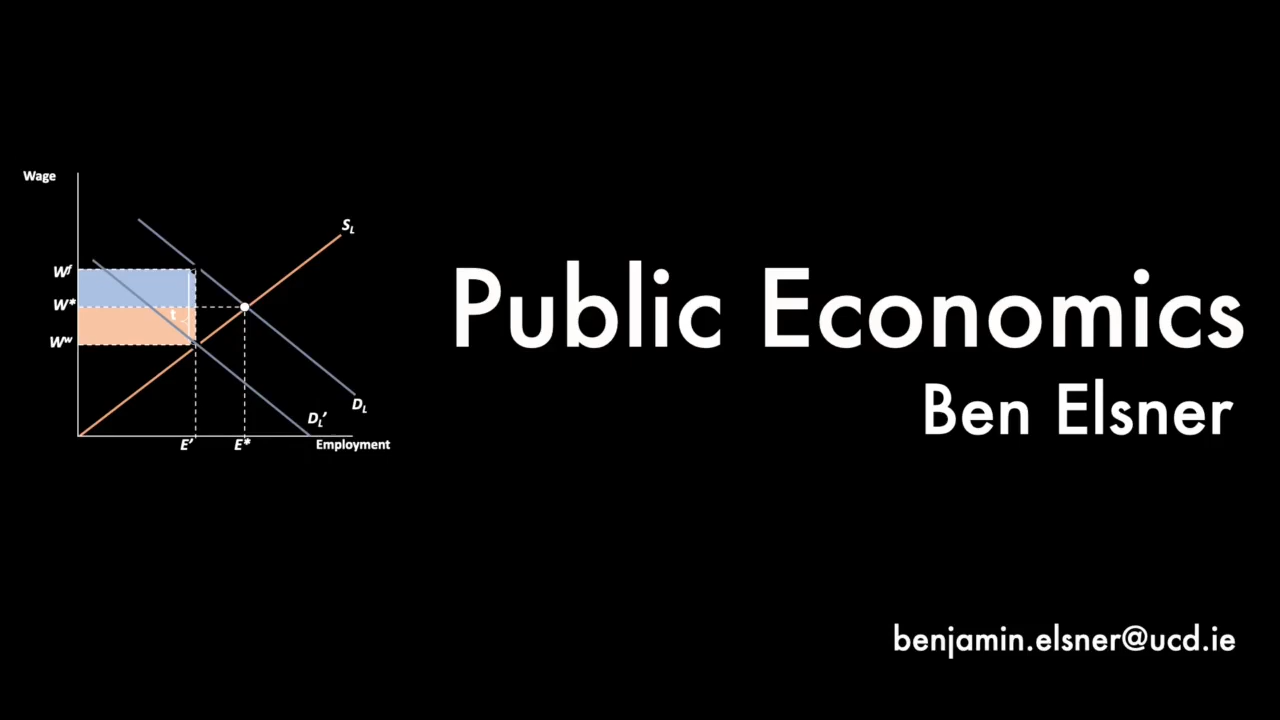 Wage
S_L
W^f
W*
t
W^w
D_L
D_L'
E'
E*
Employment
Public Economics
Ben Elsner
benjamin.elsner@ucd.ie